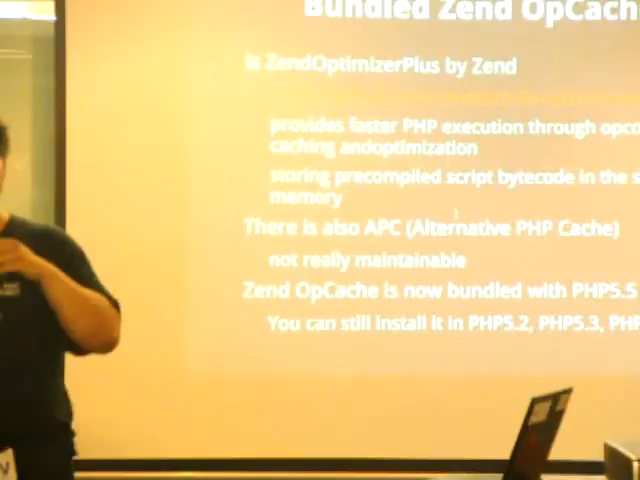 Bundled Zend OpCach
is ZendOptimizerPlus by Zend
provides faster PHP execution through opco
caching andoptimization
storing precompiled script bytecode in the s
memory
There is also APC (Alternative PHP Cache)
not really maintainable
Zend OpCache is now bundled with PHP5.5
You can still install it in PHP5.2, PHP5.3, PHP